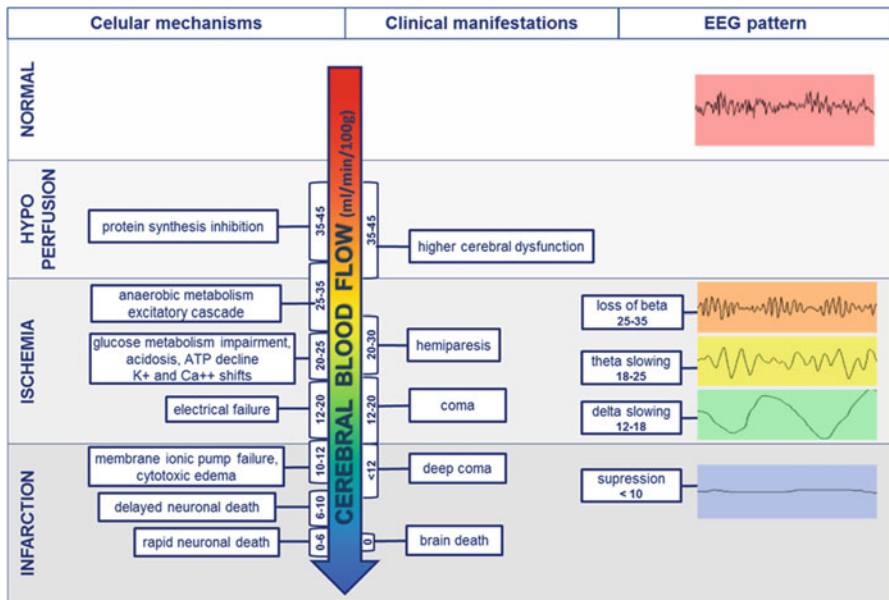 Celular mechanisms
Clinical manifestations
EEG pattern
NORMAL
HYPO
PERFUSION
ISCHEMIA
INFARCTION
CEREBRAL BLOOD FLOW (ml/min/100g)
protein synthesis inhibition
35-45
35-45
higher cerebral dysfunction
anaerobic metabolism
excitatory cascade
25-35
loss of beta
25-35
glucose metabolism impairment,
acidosis, ATP decline
K+ and Ca++ shifts
20-25
20-30
hemiparesis
theta slowing
18-25
electrical failure
12-20
12-20
coma
delta slowing
12-18
membrane ionic pump failure,
cytotoxic edema
10-12
<12
deep coma
supression
< 10
delayed neuronal death
6-10
rapid neuronal death
0-6
0
brain death